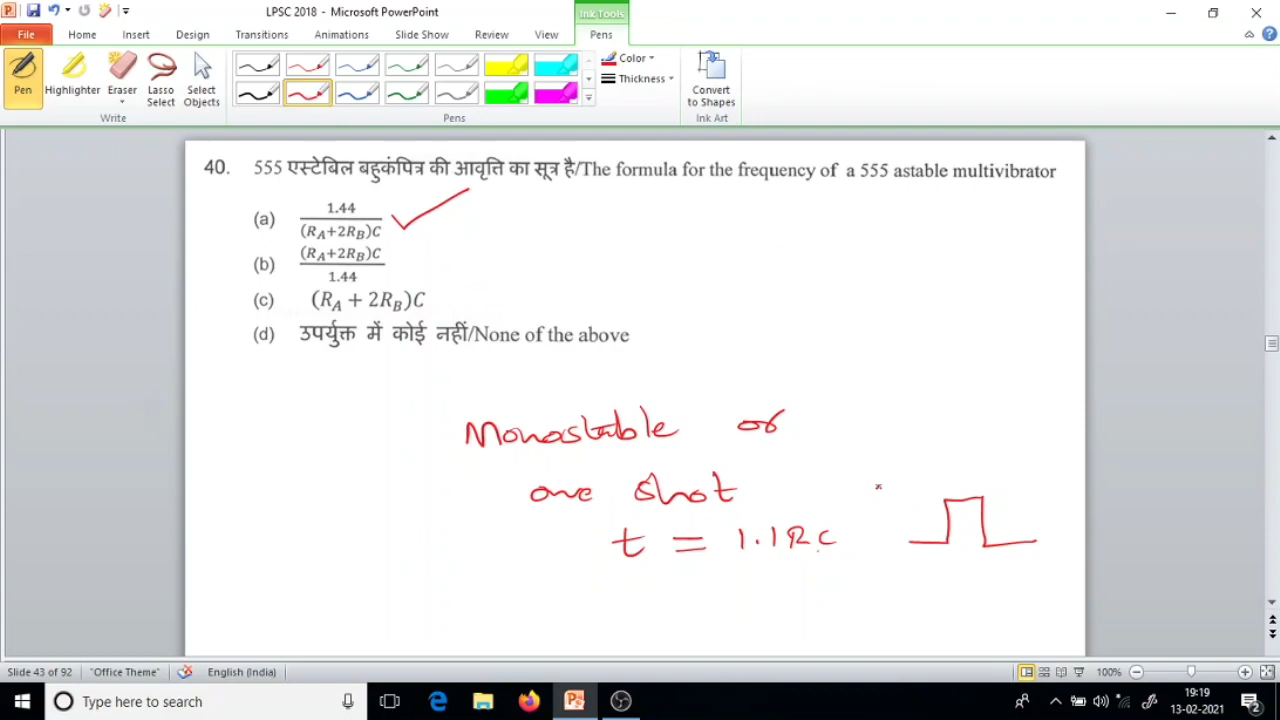 LPSC 2018 - Microsoft PowerPoint
Ink Tools
File Home Insert Design Transitions Animations Slide Show Review View Pens
Pen Highlighter Eraser Lasso Select Select Objects
Color
Thickness
Convert to Shapes
Write Pens Ink Art
40. 555 एस्टेबिल बहुकंपित्र की आवृत्ति का सूत्र है/The formula for the frequency of a 555 astable multivibrator
(a) 1.44/(R_A+2R_B)C
(b) (R_A+2R_B)C/1.44
(c) (R_A + 2R_B)C
(d) उपर्युक्त में कोई नहीं/None of the above
Monostable or
one shot
t = 1.1RC
Slide 43 of 92 "Office Theme" English (India) 100%
Type here to search
19:19
13-02-2021
2